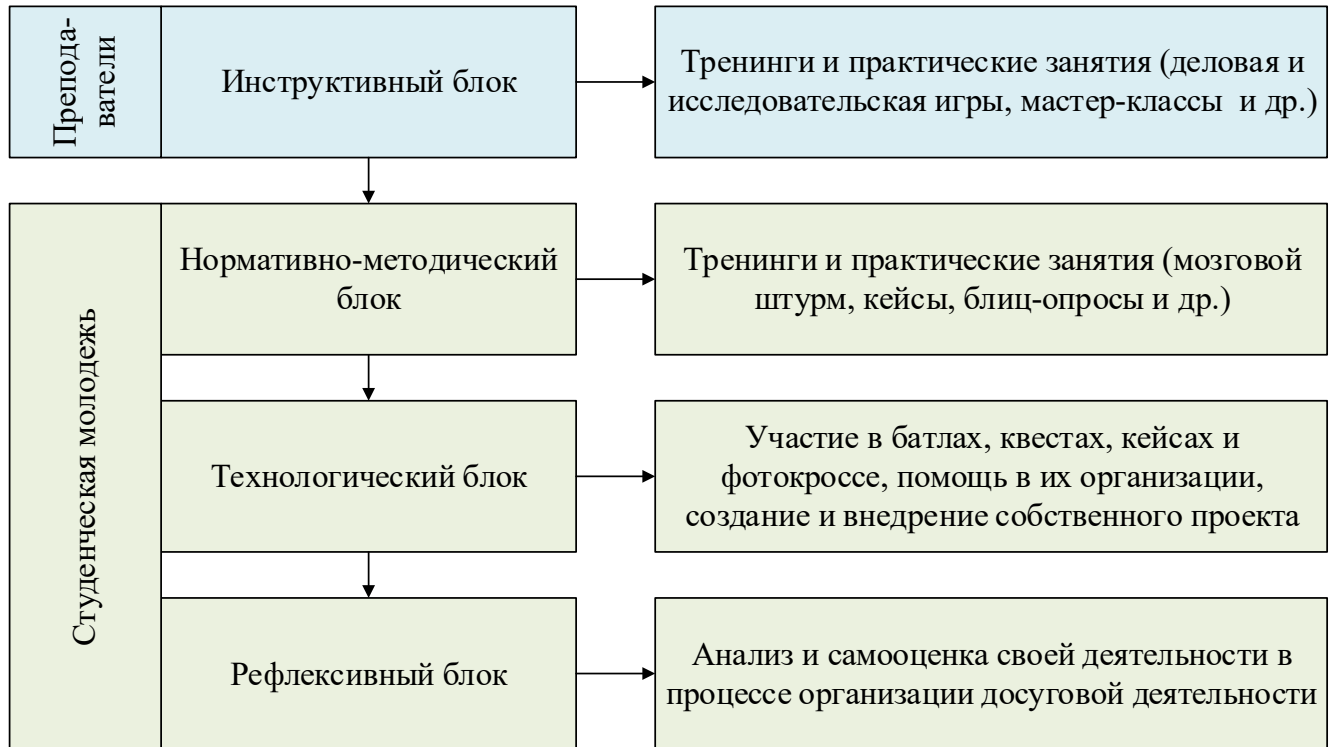 Препода-
ватели
Инструктивный блок
Тренинги и практические занятия (деловая и
исследовательская игры, мастер-классы и др.)
Студенческая молодежь
Нормативно-методический
блок
Тренинги и практические занятия (мозговой
штурм, кейсы, блиц-опросы и др.)
Технологический блок
Участие в батлах, квестах, кейсах и
фотокроссе, помощь в их организации,
создание и внедрение собственного проекта
Рефлексивный блок
Анализ и самооценка своей деятельности в
процессе организации досуговой деятельности